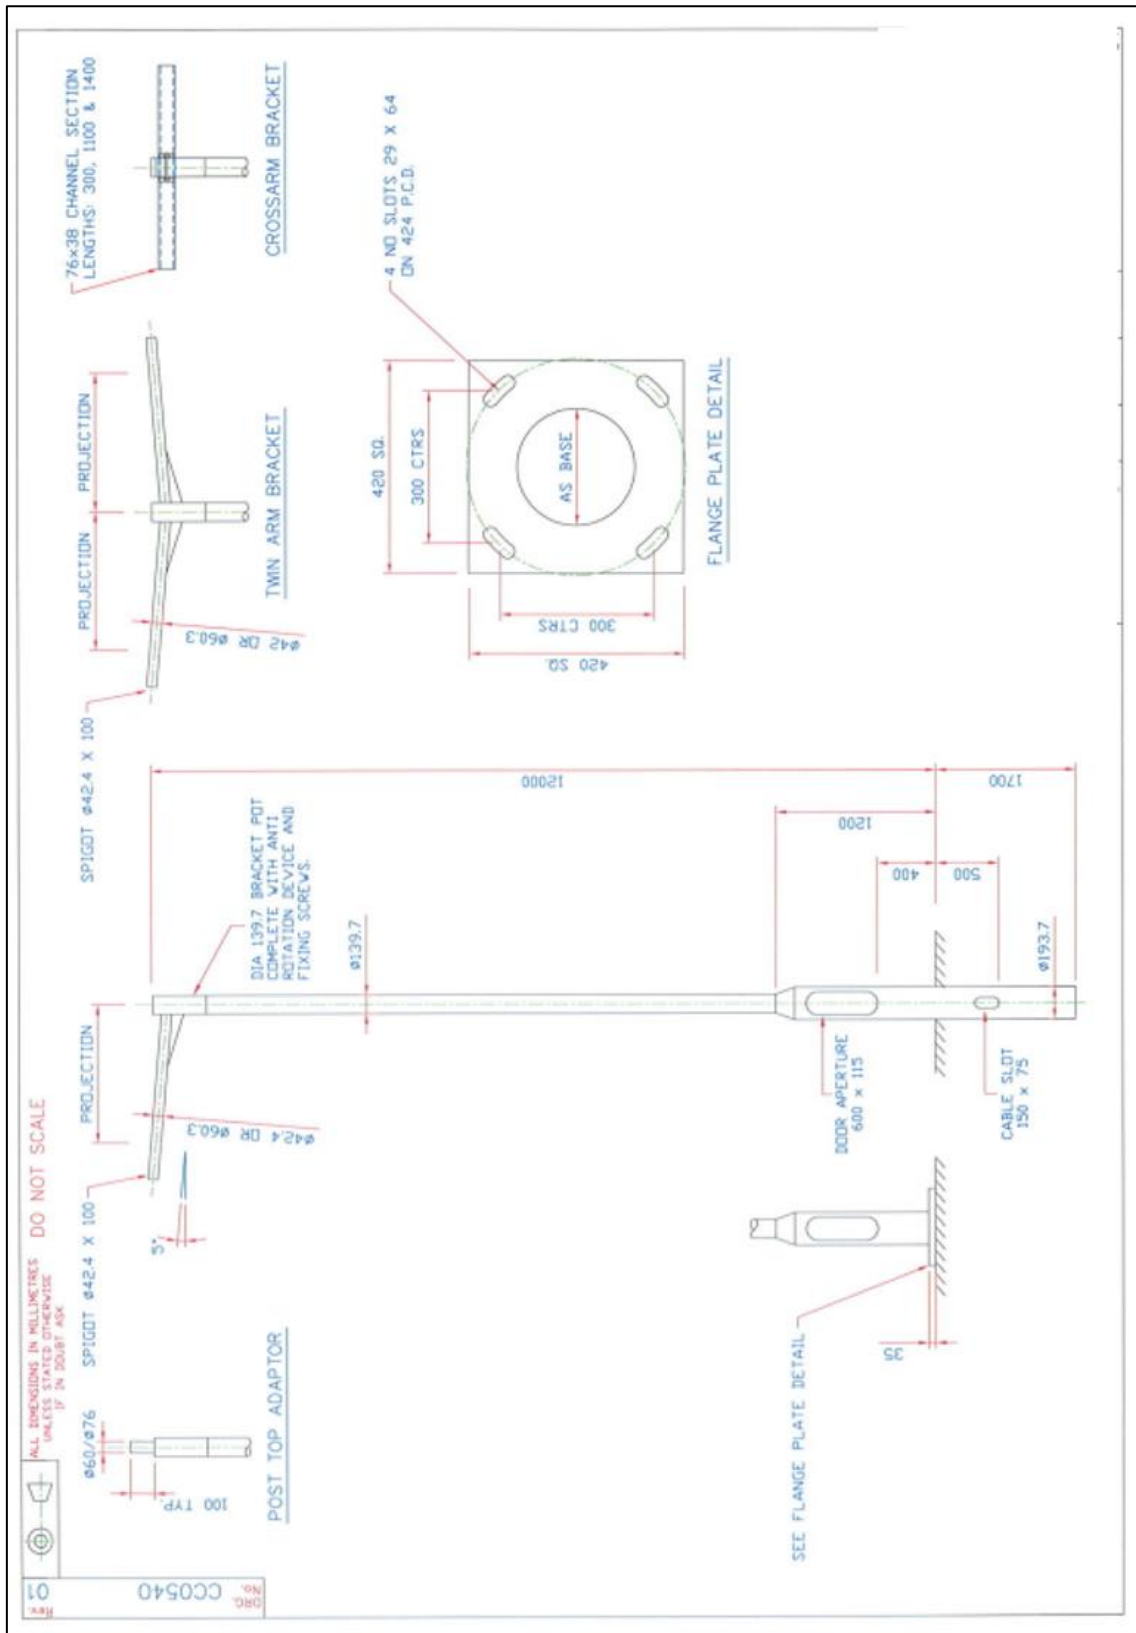 Rev.
01
DRG.
No.
CC0540
ALL DIMENSIONS IN MILLIMETRES
UNLESS STATED OTHERWISE
IF IN DOUBT ASK
DO NOT SCALE
Ø60/Ø76
100 TYP.
POST TOP ADAPTOR
SPIGOT Ø42.4 X 100
5°
PROJECTION
Ø42.4 OR Ø60.3
DIA 139.7 BRACKET POT
COMPLETE WITH ANTI
ROTATION DEVICE AND
FIXING SCREWS.
Ø139.7
12000
1200
400
500
1700
Ø193.7
DOOR APERTURE
600 x 115
CABLE SLOT
150 x 75
SEE FLANGE PLATE DETAIL
35
SPIGOT Ø42.4 X 100
PROJECTION
PROJECTION
Ø42 OR Ø60.3
TWIN ARM BRACKET
76x38 CHANNEL SECTION
LENGTHS: 300, 1100 & 1400
CROSSARM BRACKET
420 SQ.
300 CTRS
AS BASE
300 CTRS
420 SQ.
4 NO SLOTS 29 X 64
ON 424 P.C.D.
FLANGE PLATE DETAIL